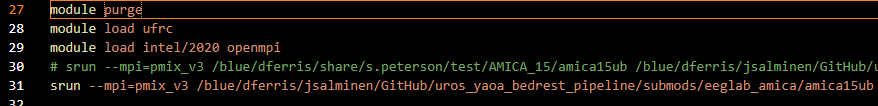 27 module purge
28 module load ufrc
29 module load intel/2020 openmpi
30 # srun --mpi=pmix_v3 /blue/dferris/share/s.peterson/test/AMICA_15/amica15ub /blue/dferris/jsalminen/GitHub/u
31 srun --mpi=pmix_v3 /blue/dferris/jsalminen/GitHub/uros_yaoa_bedrest_pipeline/submods/eeglab_amica/amica15ub
32